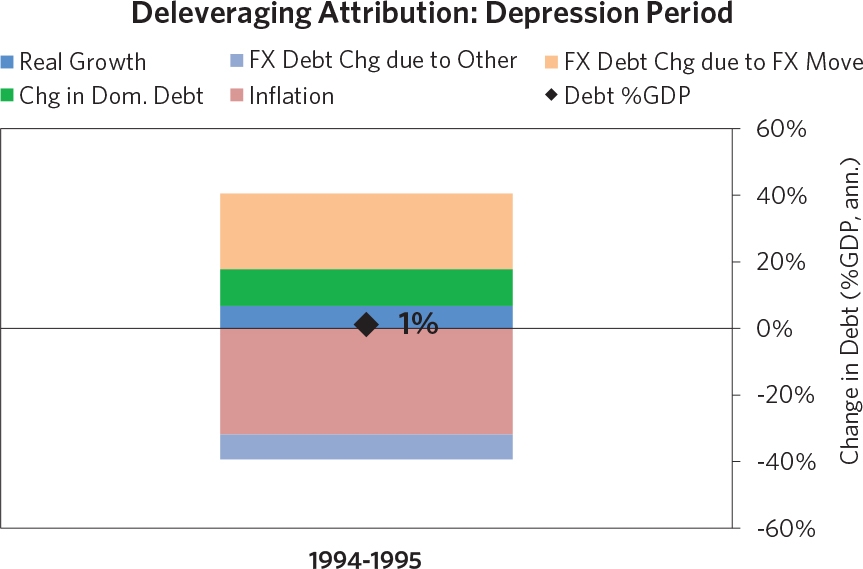 Deleveraging Attribution: Depression Period
Real Growth FX Debt Chg due to Other FX Debt Chg due to FX Move
Chg in Dom. Debt Inflation Debt %GDP
60%
40%
20%
0%
-20%
-40%
-60%
1%
Change in Debt (%GDP, ann.)
1994-1995